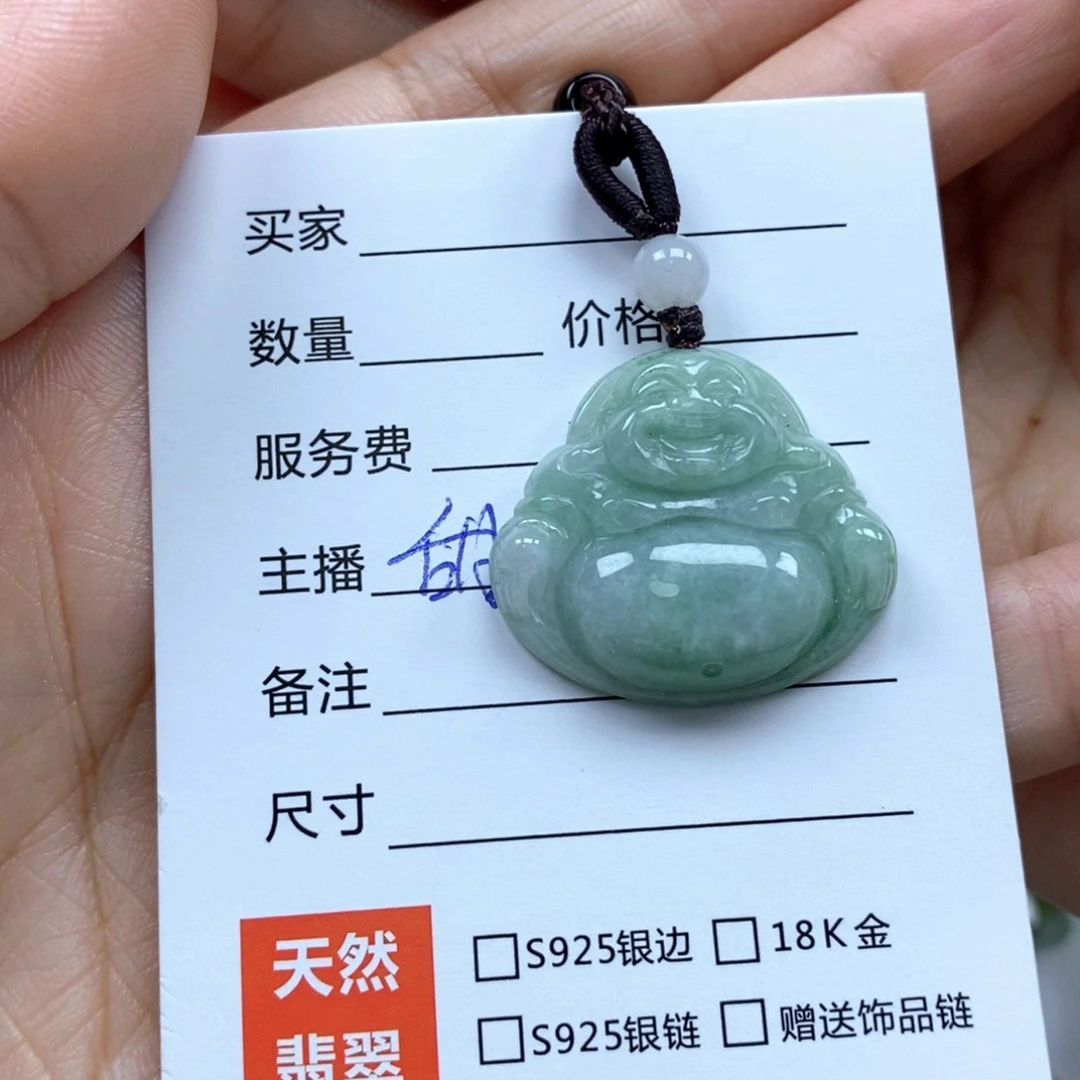 买家
数量 价格
服务费
主播
备注
尺寸
天然 □S925银边 □18K金
翡翠 □S925银链 □赠送饰品链